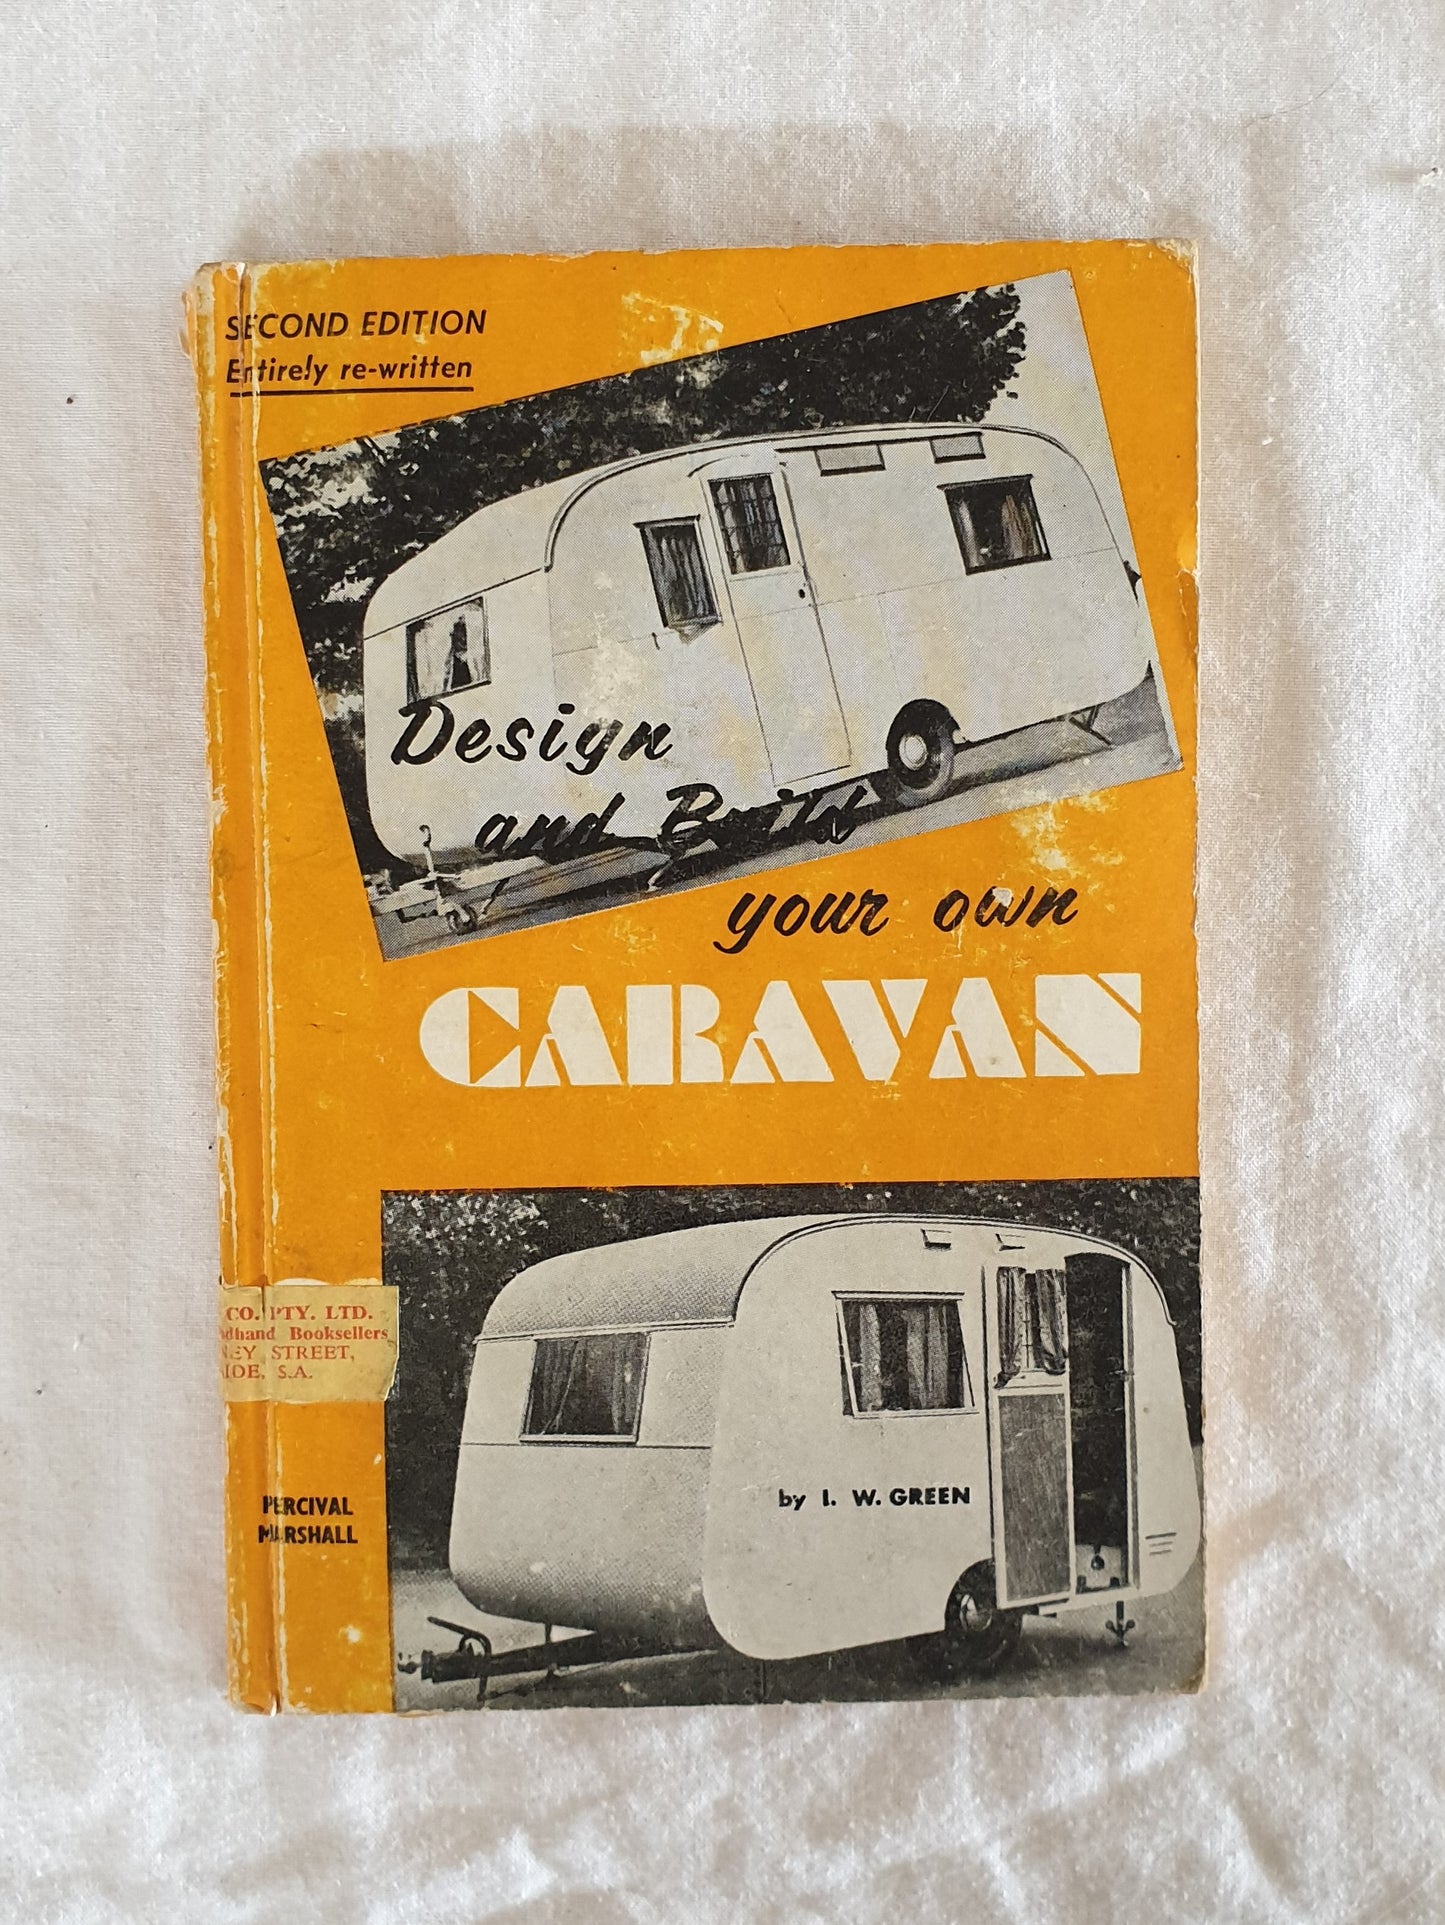 SECOND EDITION
Entirely re-written
Design
and Build
your own
CARAVAN
CO. PTY. LTD.
Booksellers
STREET,
S.A.
by I. W. GREEN
PERCIVAL
MARSHALL